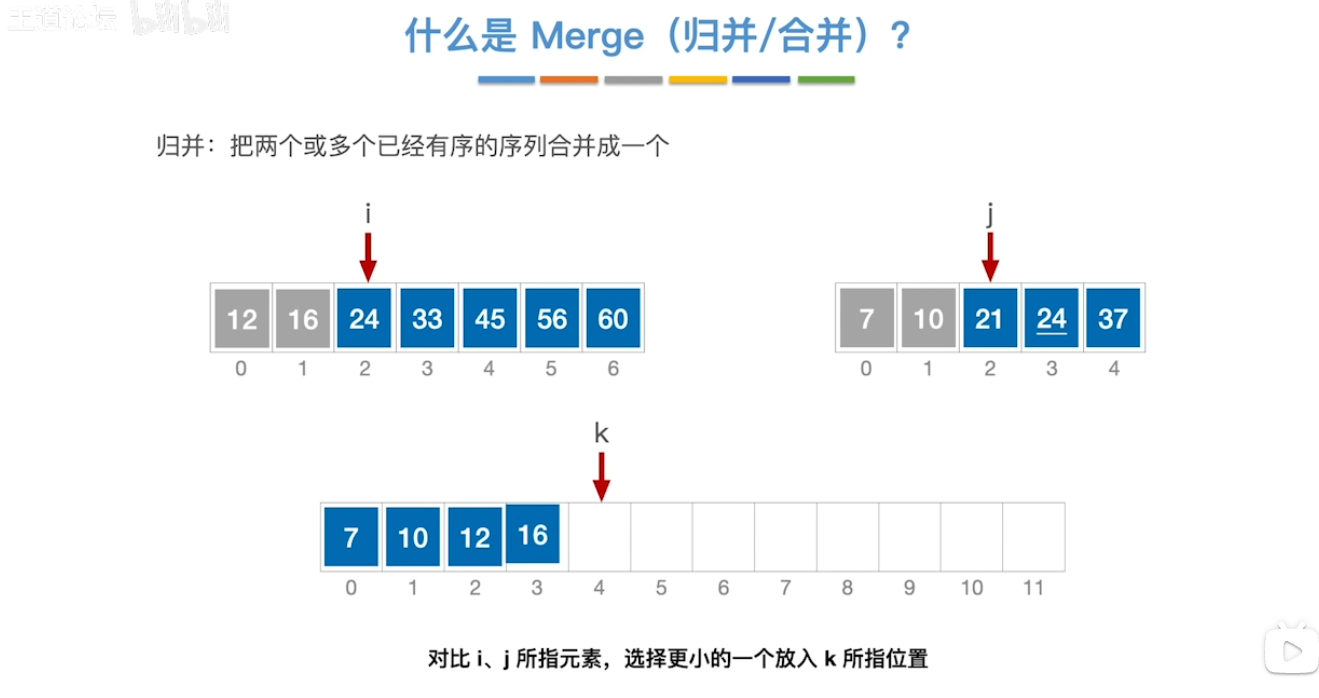 王道论坛 bilibili
什么是 Merge（归并/合并）?
归并：把两个或多个已经有序的序列合并成一个
i j
12 16 24 33 45 56 60 7 10 21 24 37
0 1 2 3 4 5 6 0 1 2 3 4
k
7 10 12 16
0 1 2 3 4 5 6 7 8 9 10 11
对比 i、j 所指元素，选择更小的一个放入 k 所指位置